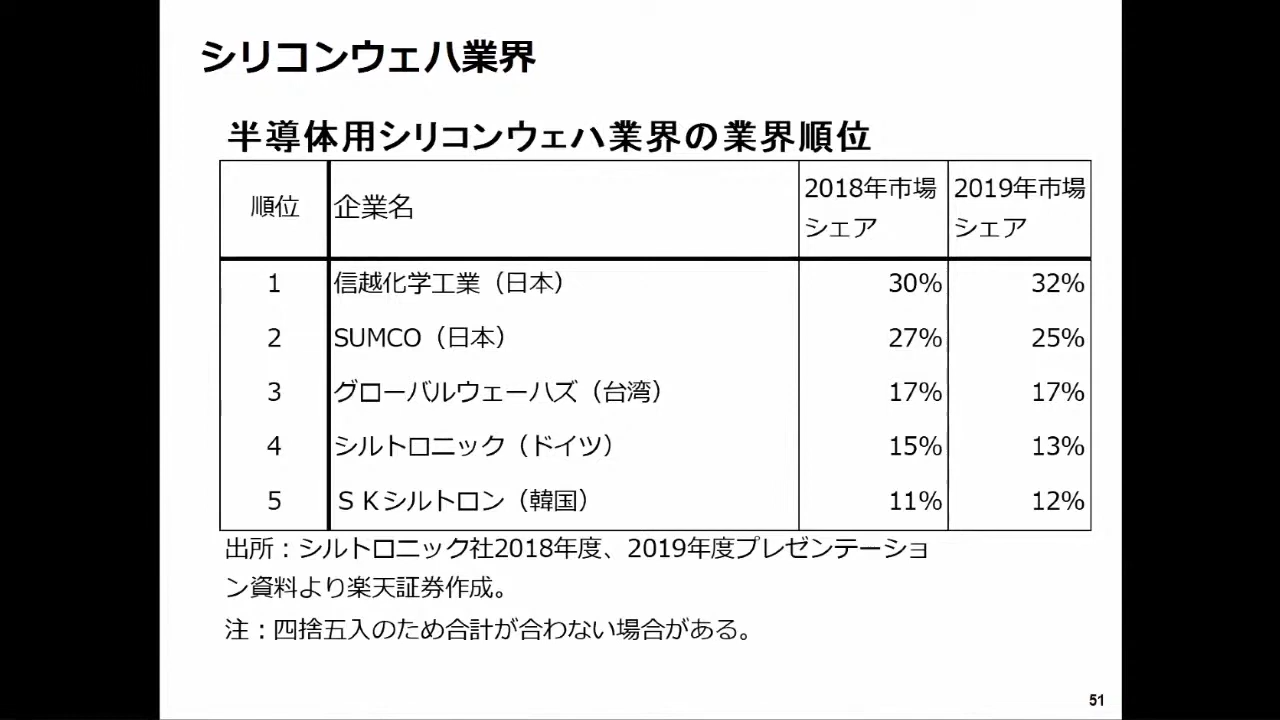 シリコンウェハ業界
半導体用シリコンウェハ業界の業界順位
順位 企業名 2018年市場シェア 2019年市場シェア
1 信越化学工業（日本） 30% 32%
2 SUMCO（日本） 27% 25%
3 グローバルウェーハズ（台湾） 17% 17%
4 シルトロニック（ドイツ） 15% 13%
5 ＳＫシルトロン（韓国） 11% 12%
出所：シルトロニック社2018年度、2019年度プレゼンテーショ
ン資料より楽天証券作成。
注：四捨五入のため合計が合わない場合がある。
51